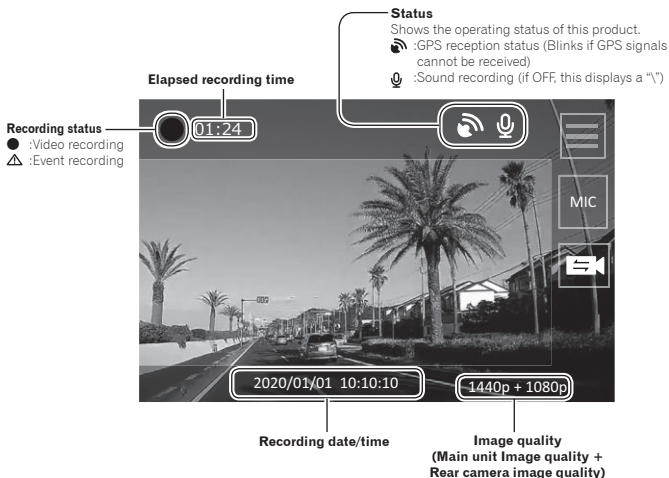 Status
Shows the operating status of this product.
:GPS reception status (Blinks if GPS signals
cannot be received)
:Sound recording (if OFF, this displays a “\”)
Elapsed recording time
Recording status
:Video recording
:Event recording
01:24
MIC
2020/01/01 10:10:10
1440p + 1080p
Recording date/time
Image quality
(Main unit Image quality +
Rear camera image quality)